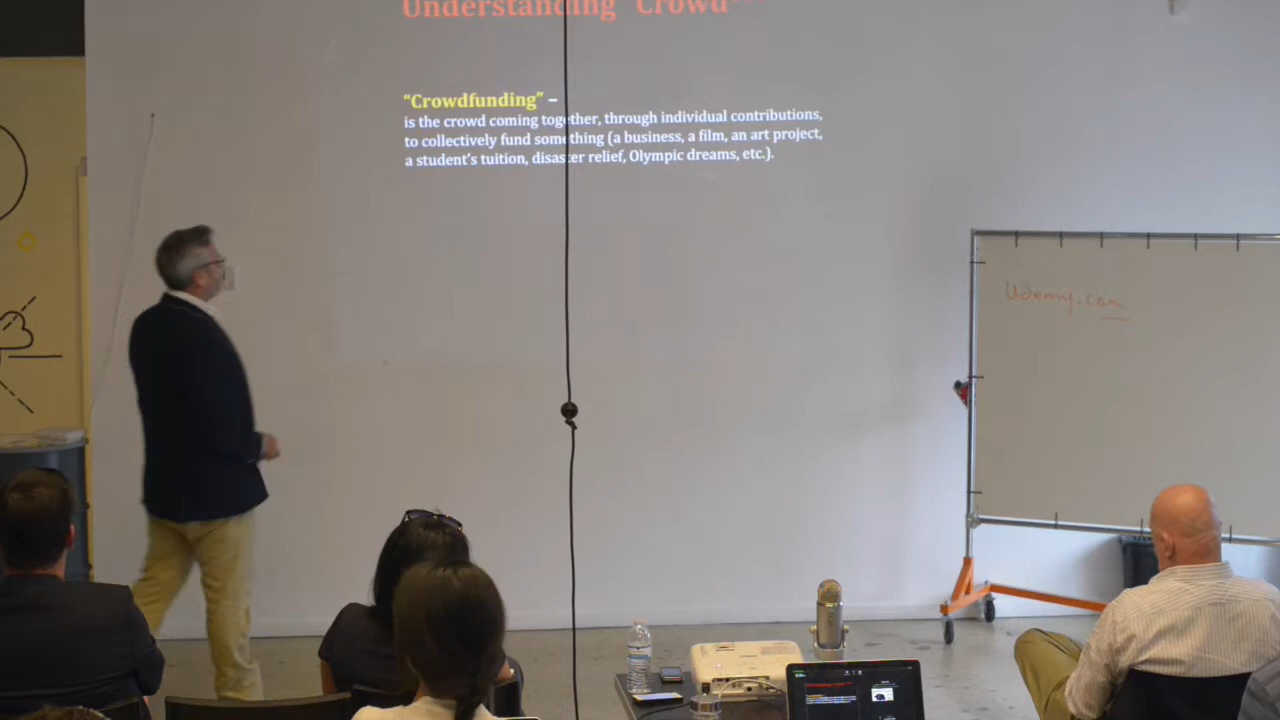 Understanding "Crowd"
“Crowdfunding” –
is the crowd coming together, through individual contributions,
to collectively fund something (a business, a film, an art project,
a student’s tuition, disaster relief, Olympic dreams, etc.).
Udemy.com